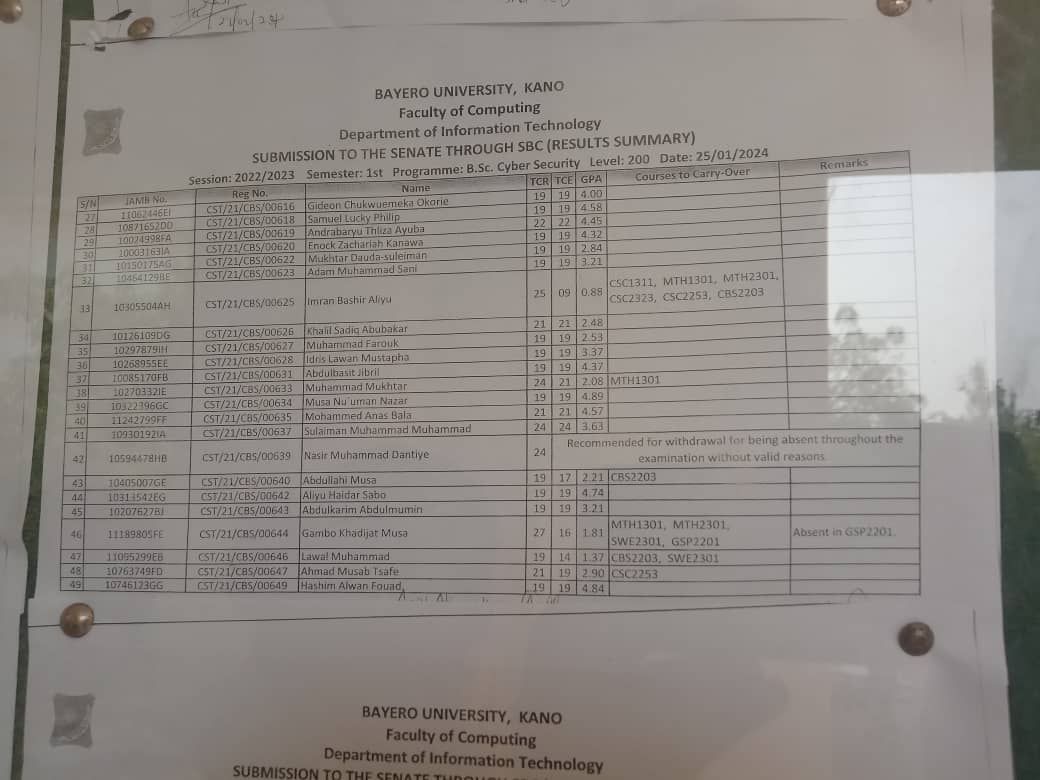 BAYERO UNIVERSITY, KANO
Faculty of Computing
Department of Information Technology
SUBMISSION TO THE SENATE THROUGH SBC (RESULTS SUMMARY)
Session: 2022/2023 Semester: 1st Programme: B.Sc. Cyber Security Level: 200 Date: 25/01/2024
S/N JAMB No. Reg No. Name TCR TCE GPA Courses to Carry-Over Remarks
27 11062446EI CST/21/CBS/00616 Gideon Chukwuemeka Okorie 19 19 4.00
28 10871652DD CST/21/CBS/00618 Samuel Lucky Philip 19 19 4.58
29 10024998FA CST/21/CBS/00619 Andrabaryu Thliza Ayuba 22 22 4.45
30 10003163IA CST/21/CBS/00620 Enock Zachariah Kanawa 19 19 4.32
31 10150175AG CST/21/CBS/00622 Mukhtar Dauda-suleiman 19 19 2.84
32 10464129BE CST/21/CBS/00623 Adam Muhammad Sani 19 19 3.21
33 10305504AH CST/21/CBS/00625 Imran Bashir Aliyu 25 09 0.88 CSC1311, MTH1301, MTH2301,
CSC2323, CSC2253, CBS2203
34 10126109DG CST/21/CBS/00626 Khalil Sadiq Abubakar 21 21 2.48
35 10297879IH CST/21/CBS/00627 Muhammad Farouk 19 19 2.53
36 10268955EE CST/21/CBS/00628 Idris Lawan Mustapha 19 19 3.37
37 10085170FB CST/21/CBS/00631 Abdulbasit Jibril 19 19 4.37
38 10270332IE CST/21/CBS/00633 Muhammad Mukhtar 24 21 2.08 MTH1301
39 10322396GC CST/21/CBS/00634 Musa Nu'uman Nazar 19 19 4.89
40 11242799FF CST/21/CBS/00635 Mohammed Anas Bala 21 21 4.57
41 10930192IA CST/21/CBS/00637 Sulaiman Muhammad Muhammad 24 24 3.63
42 10594478HB CST/21/CBS/00639 Nasir Muhammad Dantiye 24 Recommended for withdrawal for being absent throughout the
examination without valid reasons.
43 10405007GE CST/21/CBS/00640 Abdullahi Musa 19 17 2.21 CBS2203
44 10313542EG CST/21/CBS/00642 Aliyu Haidar Sabo 19 19 4.74
45 10207627BJ CST/21/CBS/00643 Abdulkarim Abdulmumin 19 19 3.21
46 11189805FE CST/21/CBS/00644 Gambo Khadijat Musa 27 16 1.81 MTH1301, MTH2301,
SWE2301, GSP2201 Absent in GSP2201.
47 11095299EB CST/21/CBS/00646 Lawal Muhammad 19 14 1.37 CBS2203, SWE2301
48 10763749FD CST/21/CBS/00647 Ahmad Musab Tsafe 21 19 2.90 CSC2253
49 10746123GG CST/21/CBS/00649 Hashim Alwan Fouad 19 19 4.84
BAYERO UNIVERSITY, KANO
Faculty of Computing
Department of Information Technology